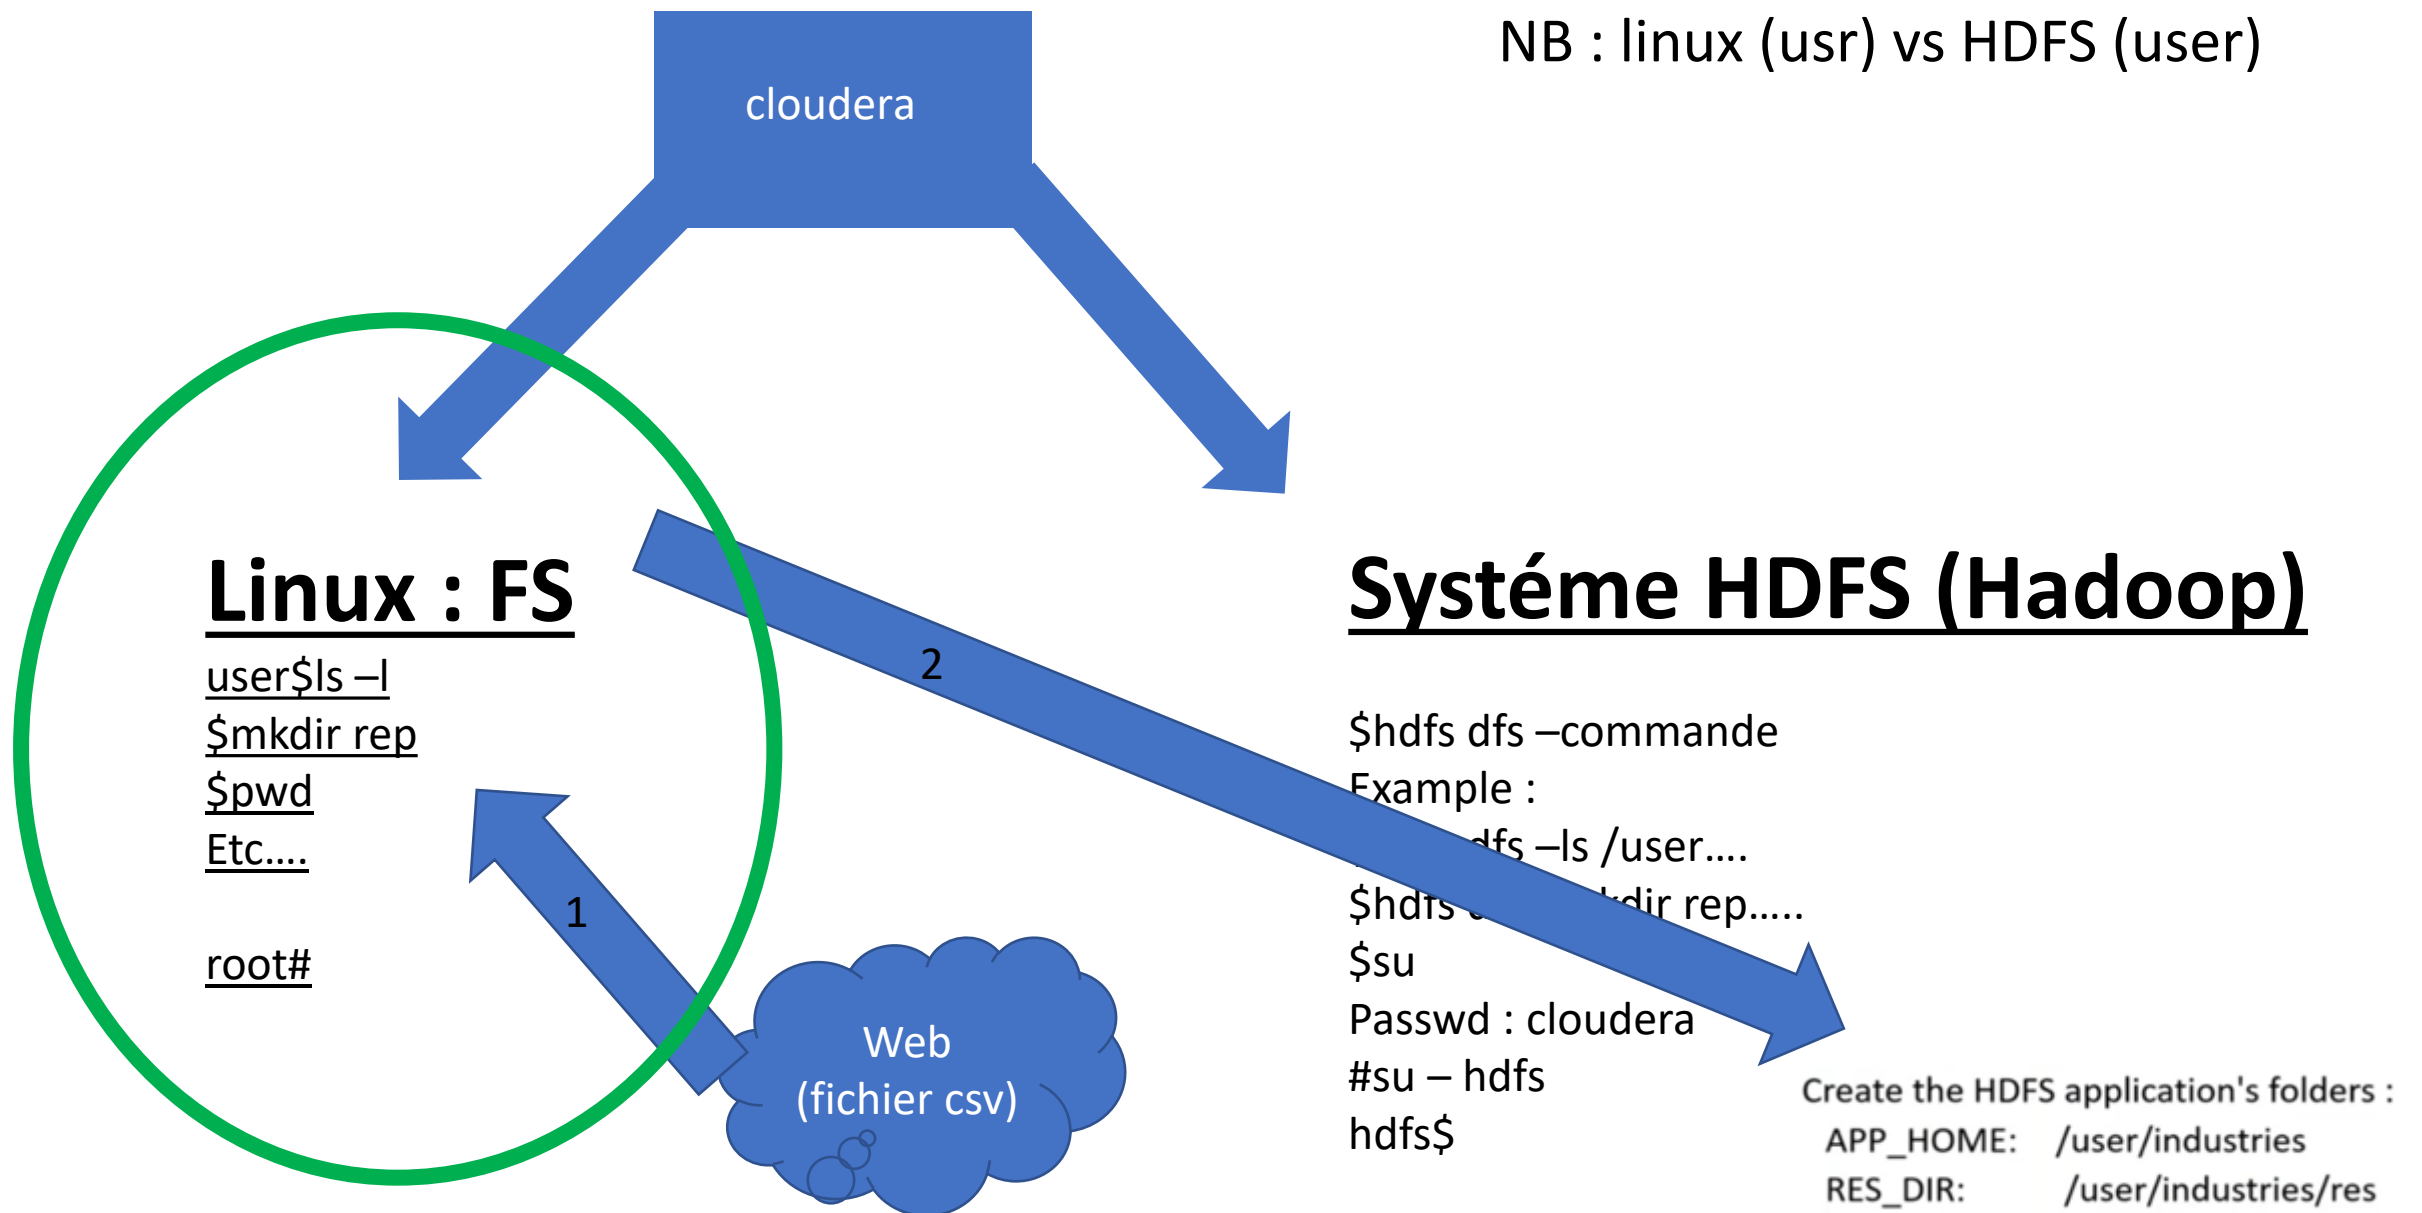 NB : linux (usr) vs HDFS (user)
cloudera
Linux : FS
user$ls –l
$mkdir rep
$pwd
Etc….
root#
1
2
Web
(fichier csv)
Systéme HDFS (Hadoop)
$hdfs dfs –commande
Example :
dfs –ls /user….
$hdfs rep…..
$su
Passwd : cloudera
#su – hdfs
hdfs$
Create the HDFS application's folders :
APP_HOME: /user/industries
RES_DIR: /user/industries/res